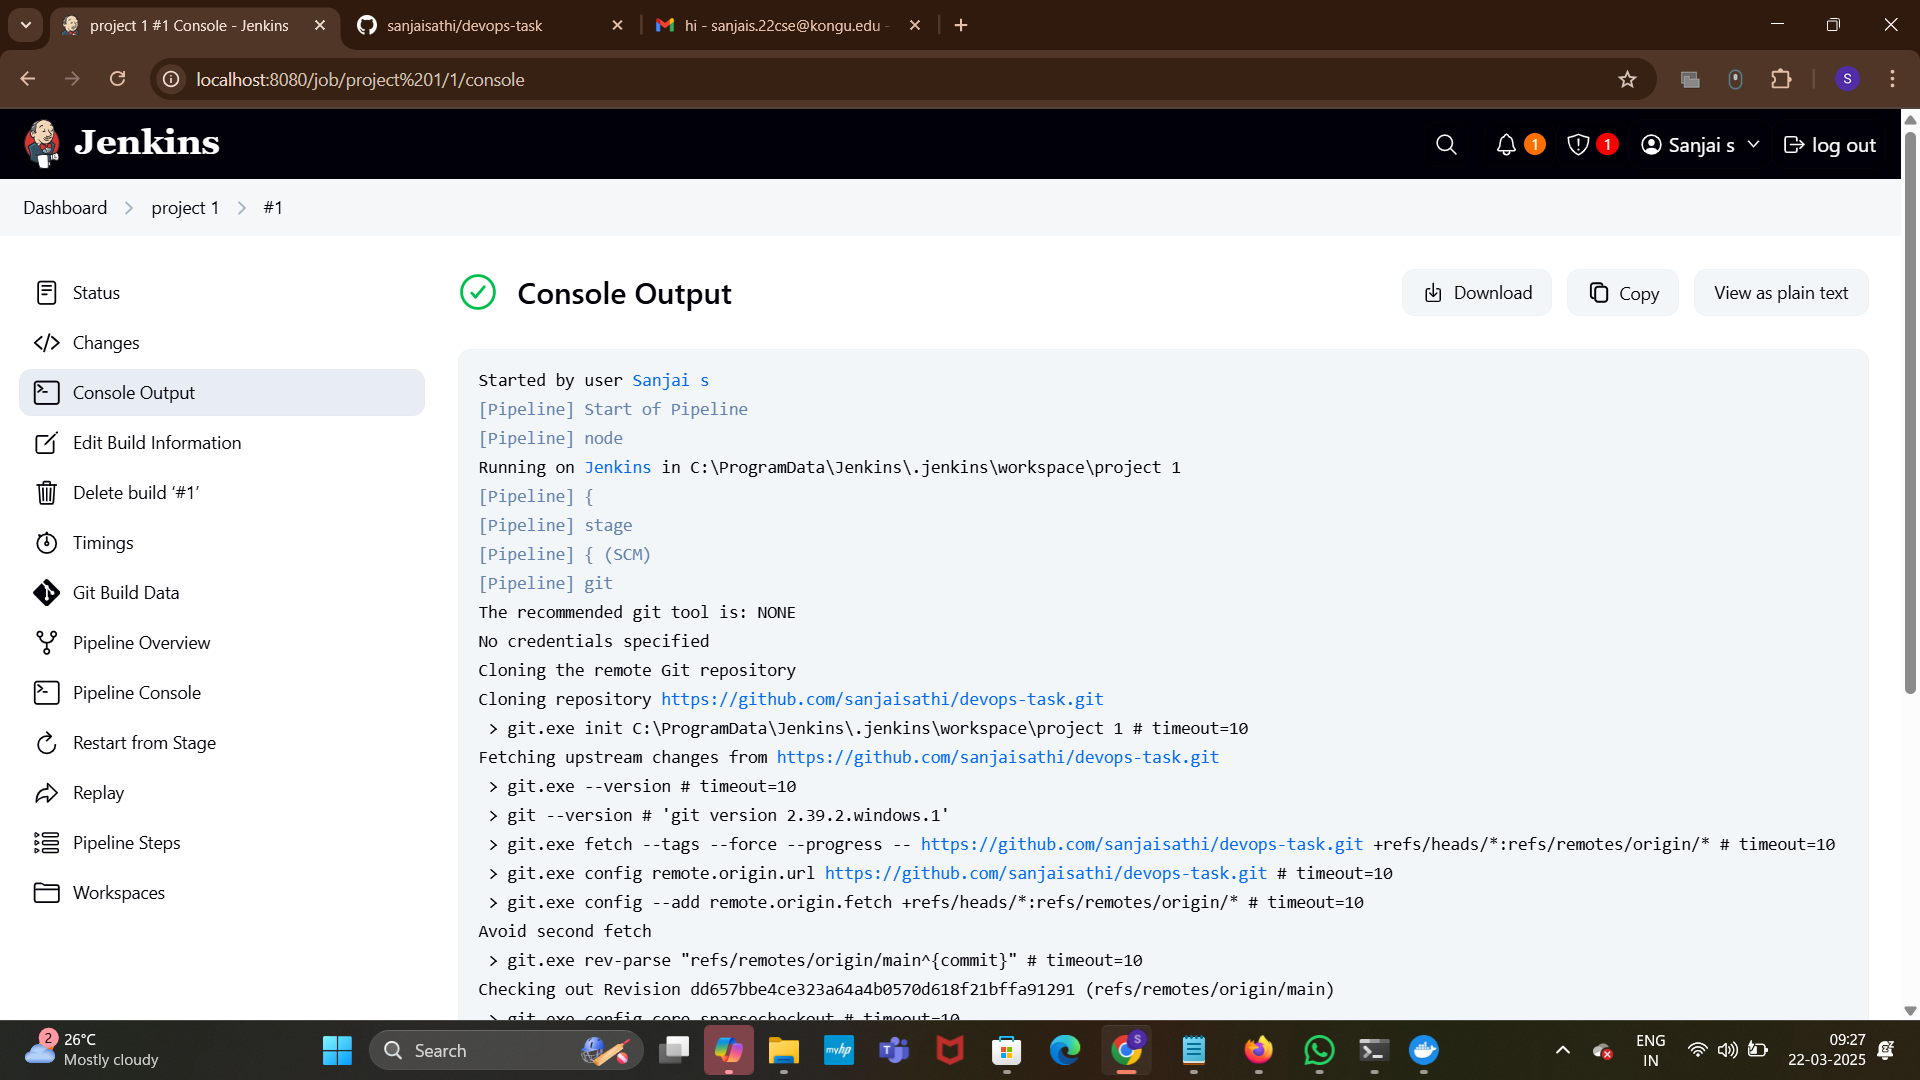 project 1 #1 Console - Jenkins
sanjaisathi/devops-task
hi - sanjais.22cse@kongu.edu -
localhost:8080/job/project%201/1/console
S
Jenkins
1
1
Sanjai s
log out
Dashboard
project 1
#1
Status
Changes
Console Output
Edit Build Information
Delete build ‘#1’
Timings
Git Build Data
Pipeline Overview
Pipeline Console
Restart from Stage
Replay
Pipeline Steps
Workspaces
Console Output
Download
Copy
View as plain text
Started by user Sanjai s
[Pipeline] Start of Pipeline
[Pipeline] node
Running on Jenkins in C:\ProgramData\Jenkins\.jenkins\workspace\project 1
[Pipeline] {
[Pipeline] stage
[Pipeline] { (SCM)
[Pipeline] git
The recommended git tool is: NONE
No credentials specified
Cloning the remote Git repository
Cloning repository https://github.com/sanjaisathi/devops-task.git
> git.exe init C:\ProgramData\Jenkins\.jenkins\workspace\project 1 # timeout=10
Fetching upstream changes from https://github.com/sanjaisathi/devops-task.git
> git.exe --version # timeout=10
> git --version # 'git version 2.39.2.windows.1'
> git.exe fetch --tags --force --progress -- https://github.com/sanjaisathi/devops-task.git +refs/heads/*:refs/remotes/origin/* # timeout=10
> git.exe config remote.origin.url https://github.com/sanjaisathi/devops-task.git # timeout=10
> git.exe config --add remote.origin.fetch +refs/heads/*:refs/remotes/origin/* # timeout=10
Avoid second fetch
> git.exe rev-parse "refs/remotes/origin/main^{commit}" # timeout=10
Checking out Revision dd657bbe4ce323a64a4b0570d618f21bffa91291 (refs/remotes/origin/main)
> git.exe config core.sparsecheckout # timeout=10
2
26°C
Mostly cloudy
Search
myhp
S
ENG
IN
09:27
22-03-2025